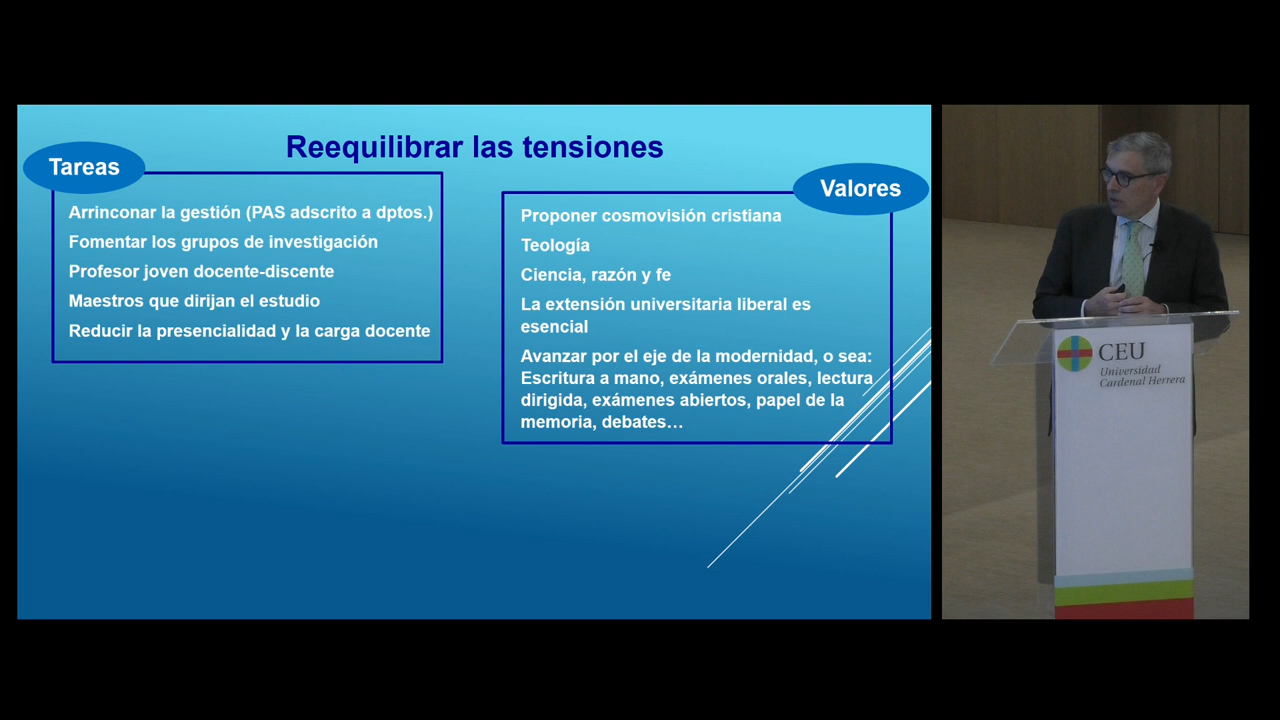 Reequilibrar las tensiones
Tareas
Arrinconar la gestión (PAS adscrito a dptos.)
Fomentar los grupos de investigación
Profesor joven docente-discente
Maestros que dirijan el estudio
Reducir la presencialidad y la carga docente
Valores
Proponer cosmovisión cristiana
Teología
Ciencia, razón y fe
La extensión universitaria liberal es
esencial
Avanzar por el eje de la modernidad, o sea:
Escritura a mano, exámenes orales, lectura
dirigida, exámenes abiertos, papel de la
memoria, debates…
CEU
Universidad
Cardenal Herrera